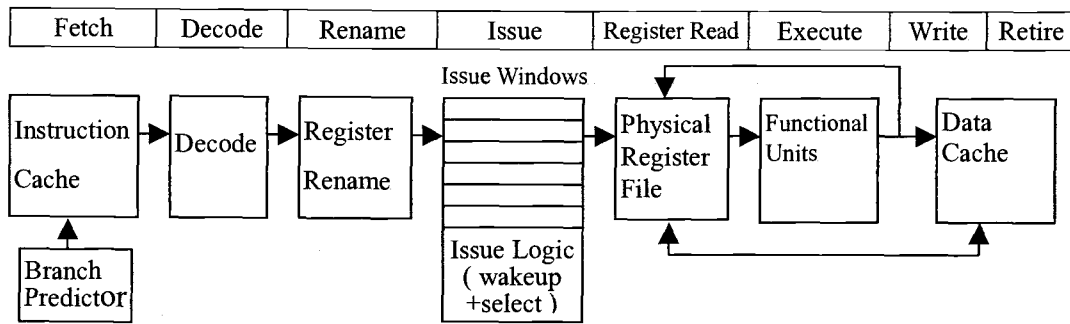 Fetch Decode Rename Issue Register Read Execute Write Retire
Issue Windows
Instruction
Cache
Decode
Register
Rename
Physical
Register
File
Functional
Units
Data
Cache
Issue Logic
( wakeup
+select )
Branch
Predictor